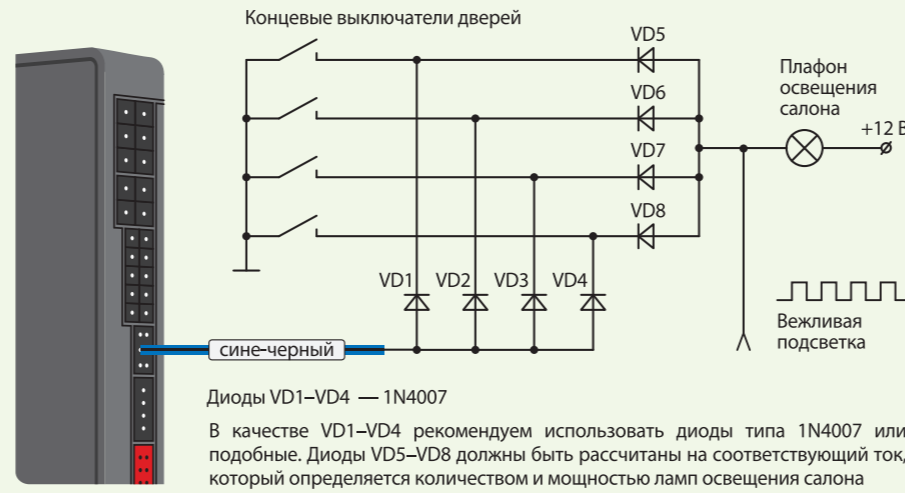 Концевые выключатели дверей
VD5
Плафон
освещения
салона
VD6
+12 В
VD7
VD8
VD1 VD2 VD3 VD4
Вежливая
подсветка
сине-черный
Диоды VD1–VD4 — 1N4007
В качестве VD1–VD4 рекомендуем использовать диоды типа 1N4007 или
подобные. Диоды VD5–VD8 должны быть рассчитаны на соответствующий ток,
который определяется количеством и мощностью ламп освещения салона